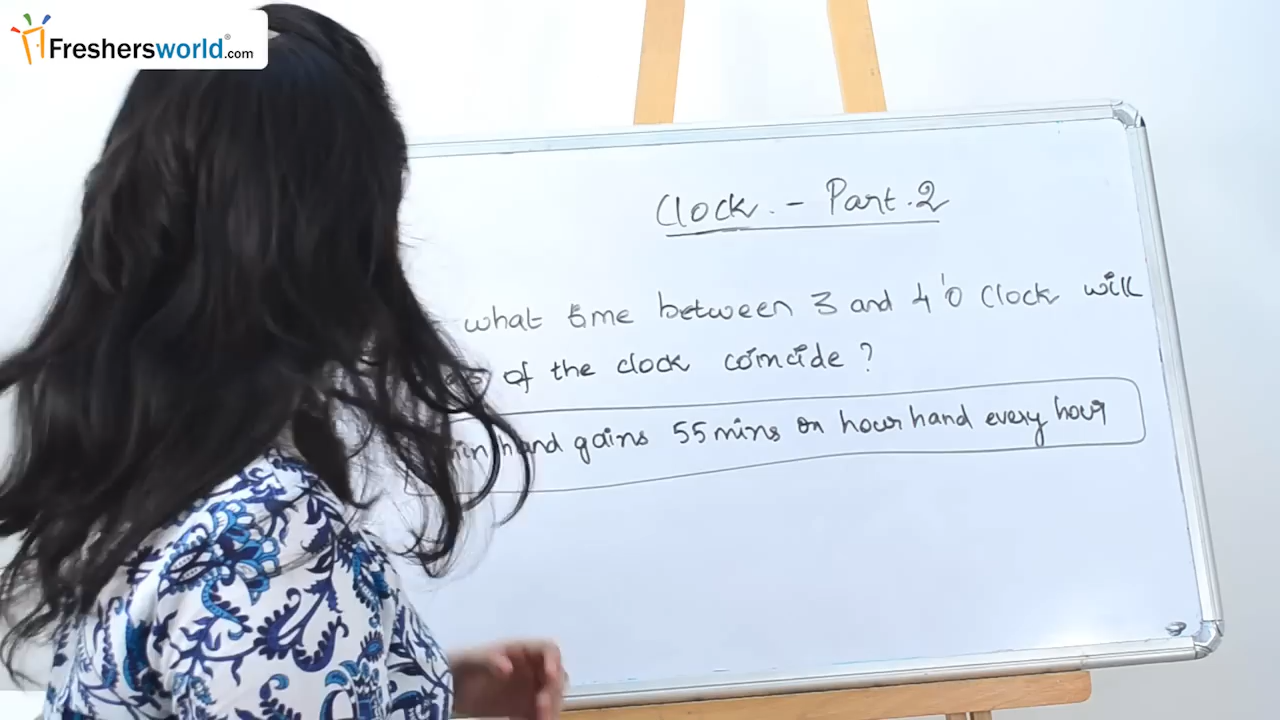 Freshersworld.com
Clock. - Part.2
what time between 3 and 4 'o clock will
of the clock coincide ?
min hand gains 55 mins on hour hand every hour